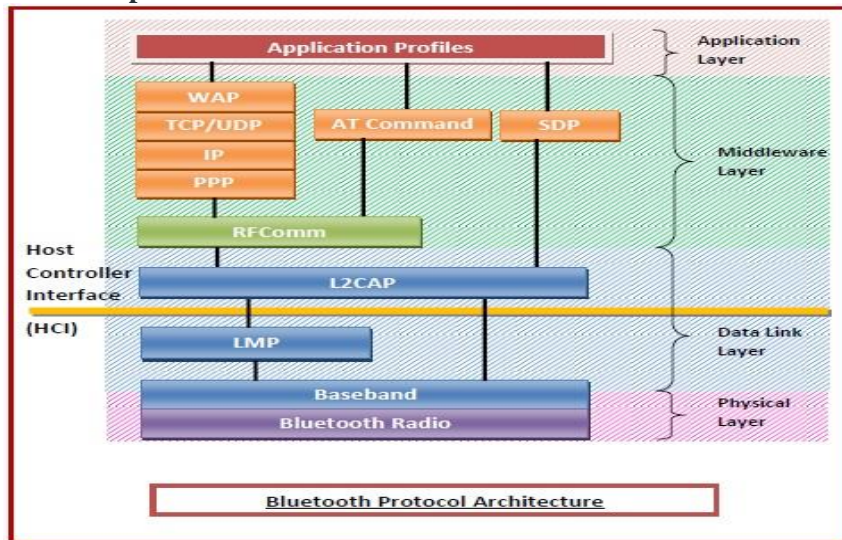 Application Profiles
Application
Layer
WAP
TCP/UDP
AT Command
SDP
IP
PPP
Middleware
Layer
RFComm
Host
Controller
Interface
(HCI)
L2CAP
LMP
Data Link
Layer
Baseband
Bluetooth Radio
Physical
Layer
Bluetooth Protocol Architecture